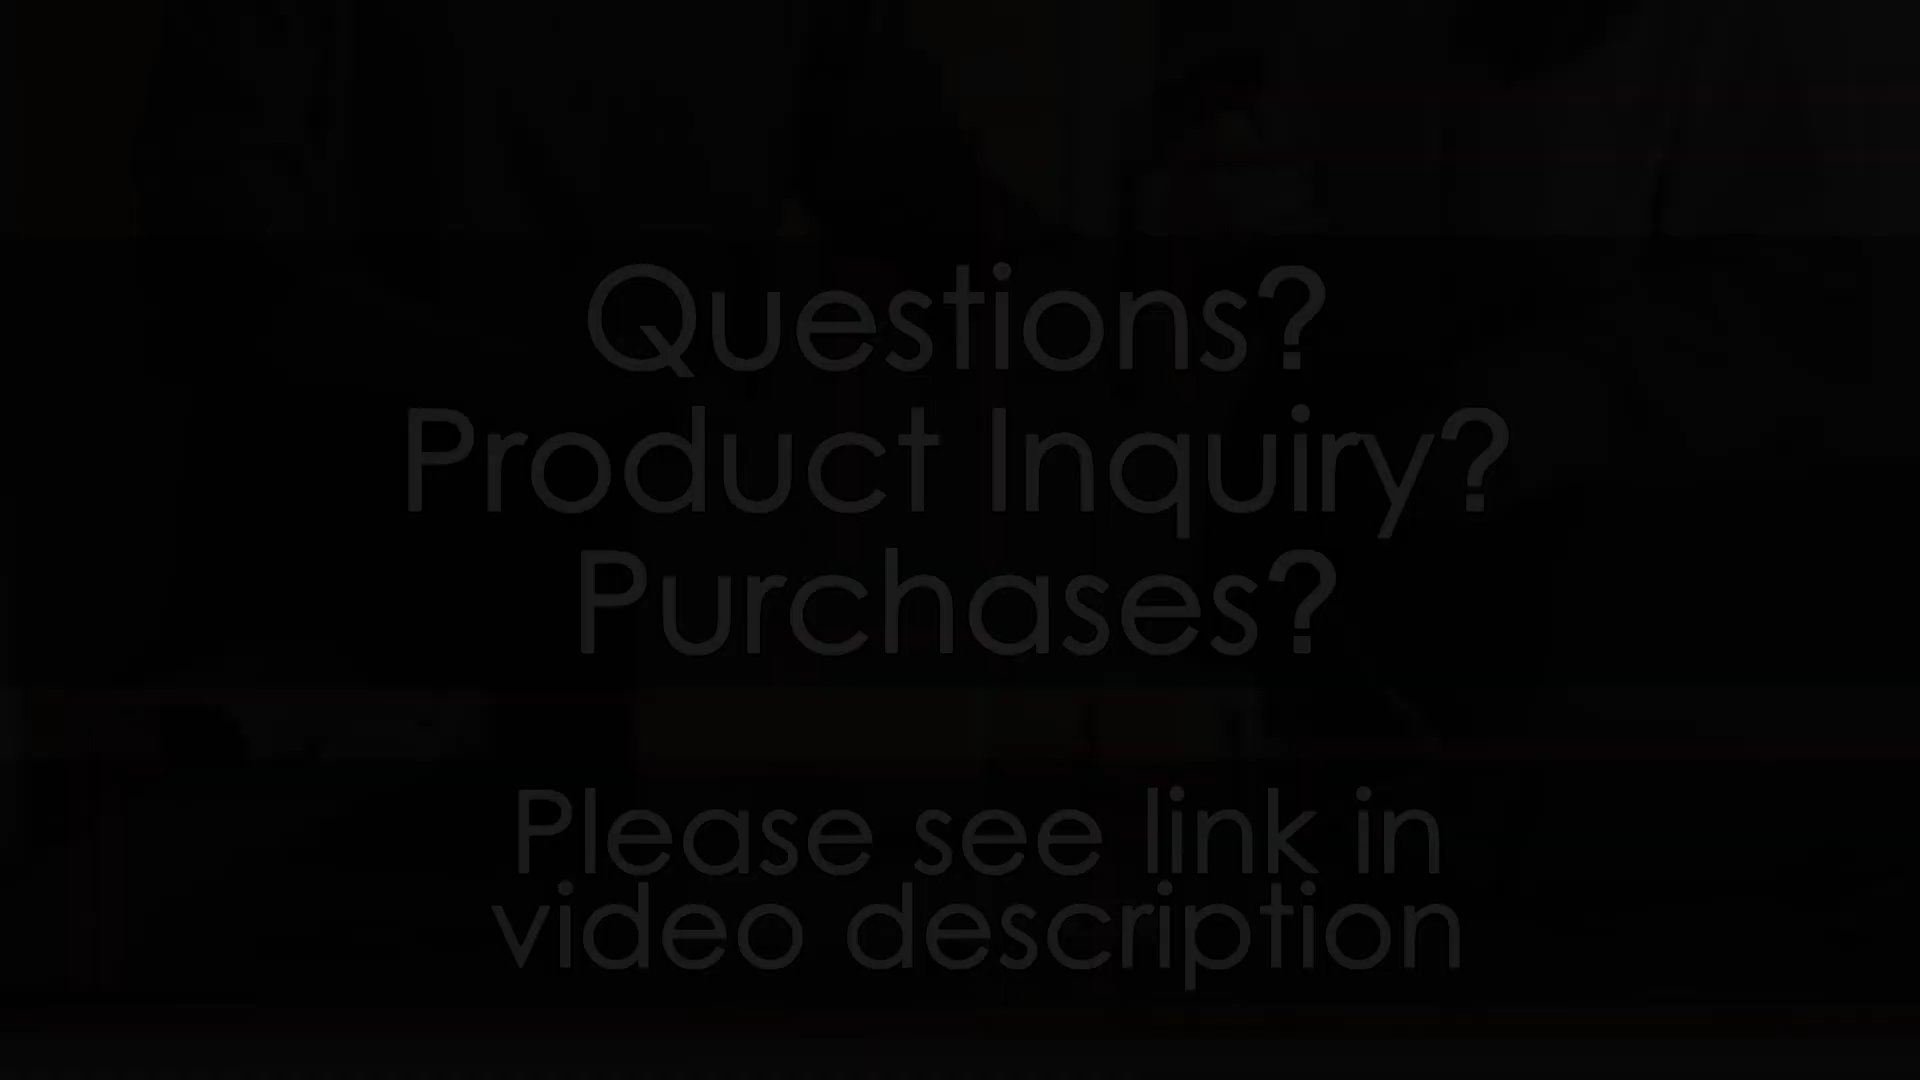 Questions?
Product Inquiry?
Purchases?
Please see link in
video description